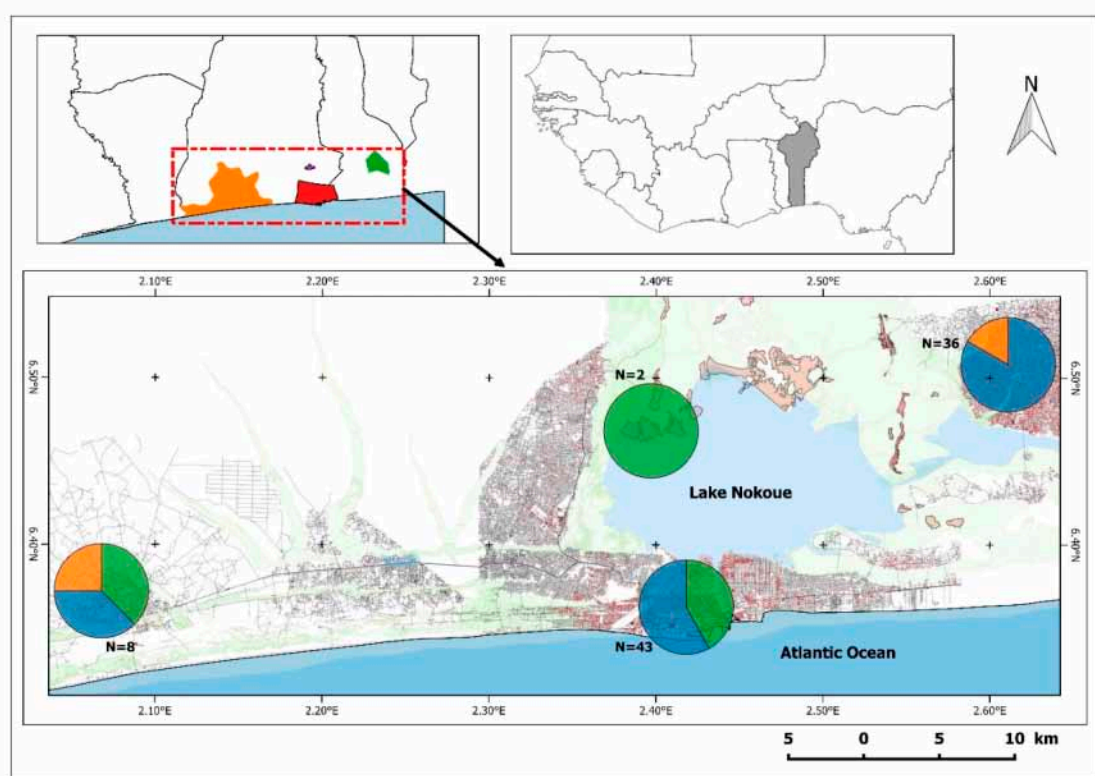 N
2.10°E 2.20°E 2.30°E 2.40°E 2.50°E 2.60°E
N=36
6.50°N 6.50°N
N=2
Lake Nokoue
6.40°N 6.40°N
N=8
N=43
Atlantic Ocean
2.10°E 2.20°E 2.30°E 2.40°E 2.50°E 2.60°E
5 0 5 10 km